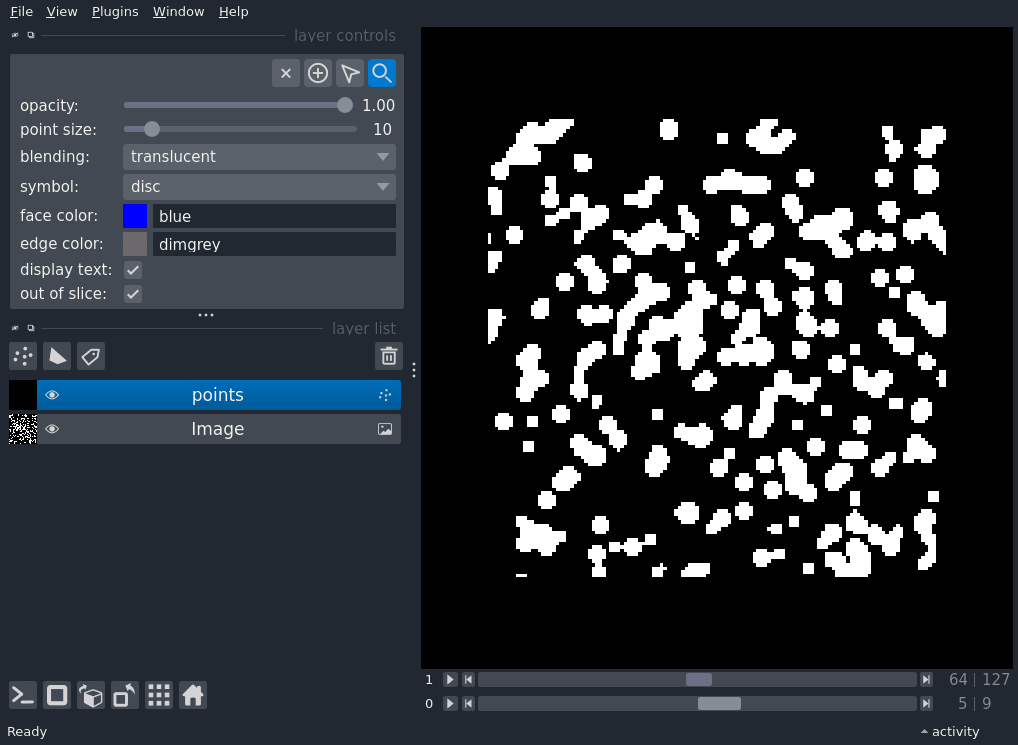 File View Plugins Window Help
layer controls
opacity: 1.00
point size: 10
blending: translucent
symbol: disc
face color: blue
edge color: dimgrey
display text:
out of slice:
layer list
points
Image
1 64 | 127
0 5 | 9
Ready activity